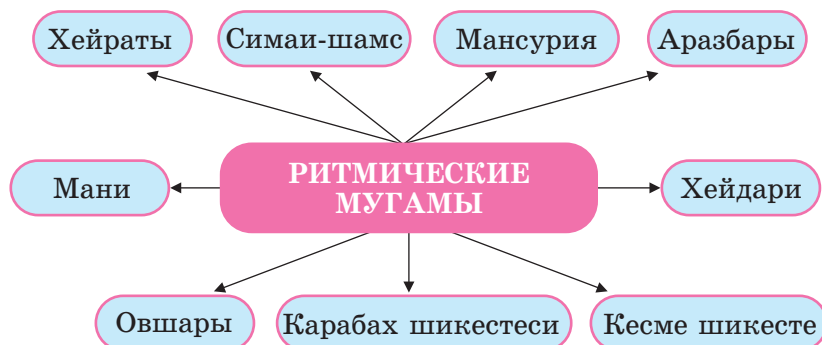 Хейраты
Симаи-шамс
Мансурия
Аразбары
Мани
РИТМИЧЕСКИЕ
МУГАМЫ
Хейдари
Овшары
Карабах шикестеси
Кесме шикесте